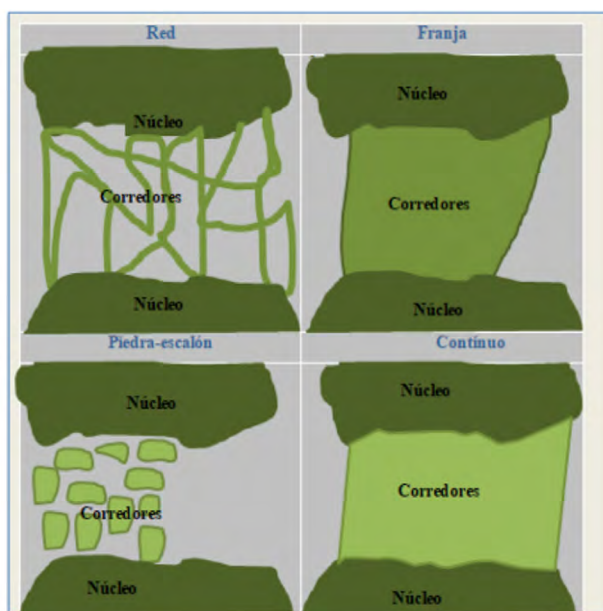 Red
Franja
Núcleo
Núcleo
Corredores
Corredores
Núcleo
Núcleo
Piedra-escalón
Contínuo
Núcleo
Núcleo
Corredores
Corredores
Núcleo
Núcleo